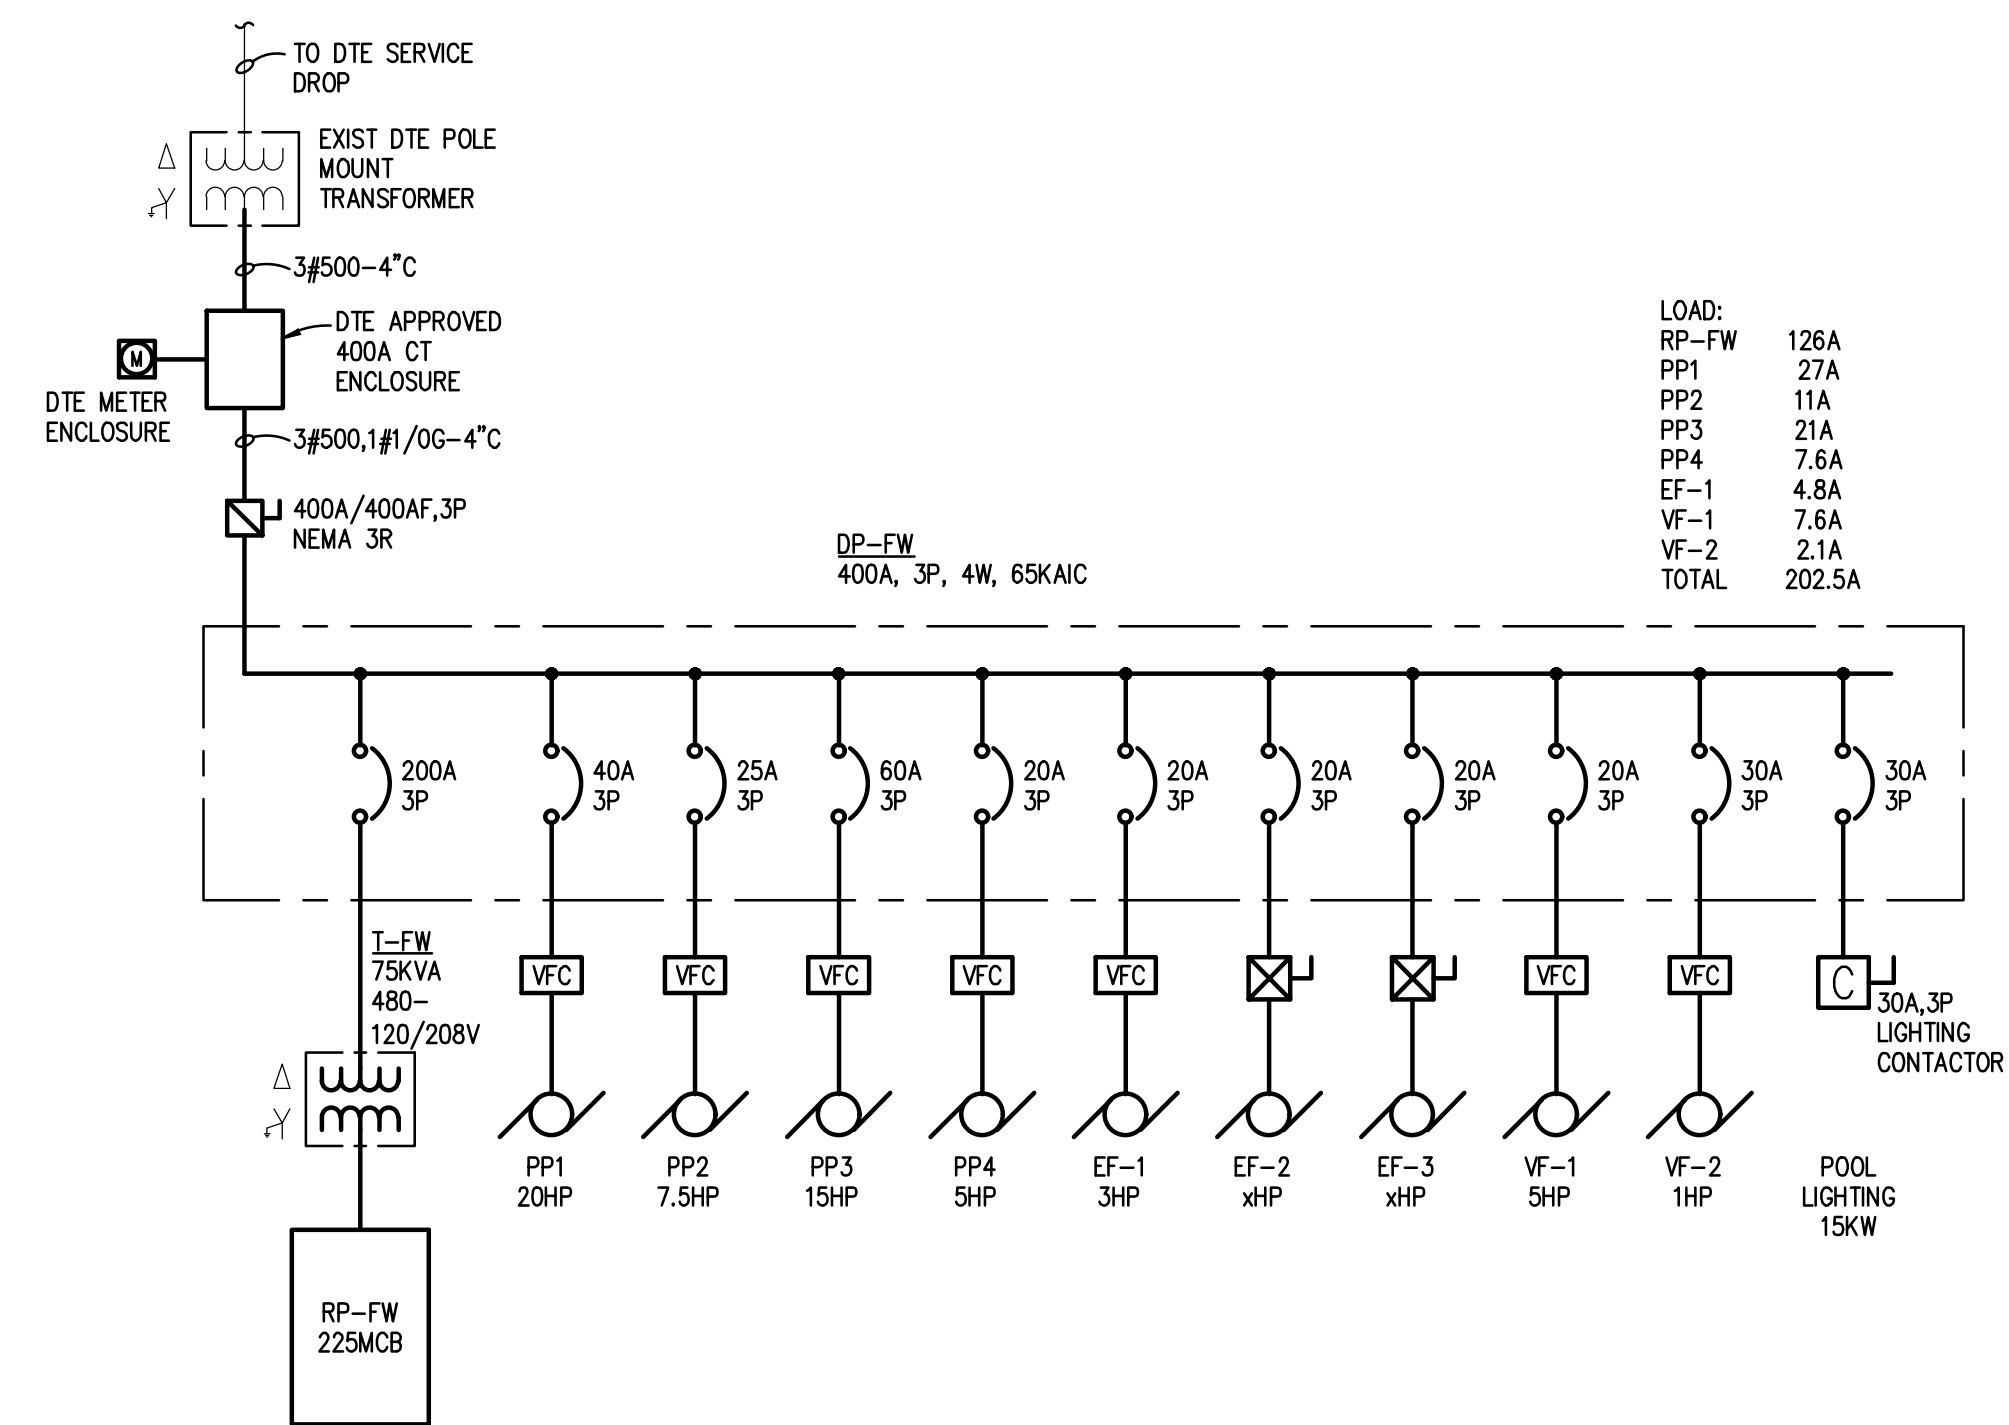 TO DTE SERVICE
DROP
EXIST DTE POLE
MOUNT
TRANSFORMER
3#500-4"C
DTE APPROVED
400A CT
ENCLOSURE
M
DTE METER
ENCLOSURE
3#500,1#1/0G-4"C
400A/400AF,3P
NEMA 3R
LOAD:
RP-FW 126A
PP1 27A
PP2 11A
PP3 21A
PP4 7.6A
EF-1 4.8A
VF-1 7.6A
VF-2 2.1A
TOTAL 202.5A
DP-FW
400A, 3P, 4W, 65KAIC
200A
3P
40A
3P
25A
3P
60A
3P
20A
3P
20A
3P
20A
3P
20A
3P
20A
3P
30A
3P
30A
3P
T-FW
75KVA
480-
120/208V
VFC
VFC
VFC
VFC
VFC
VFC
VFC
C
30A,3P
LIGHTING
CONTACTOR
PP1
20HP
PP2
7.5HP
PP3
15HP
PP4
5HP
EF-1
3HP
EF-2
xHP
EF-3
xHP
VF-1
5HP
VF-2
1HP
POOL
LIGHTING
15KW
RP-FW
225MCB